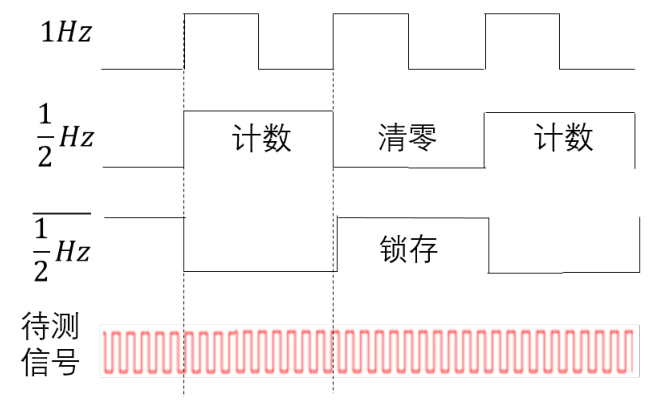 1Hz
1/2 Hz 计数 清零 计数
\overline{1/2} Hz 锁存
待测
信号